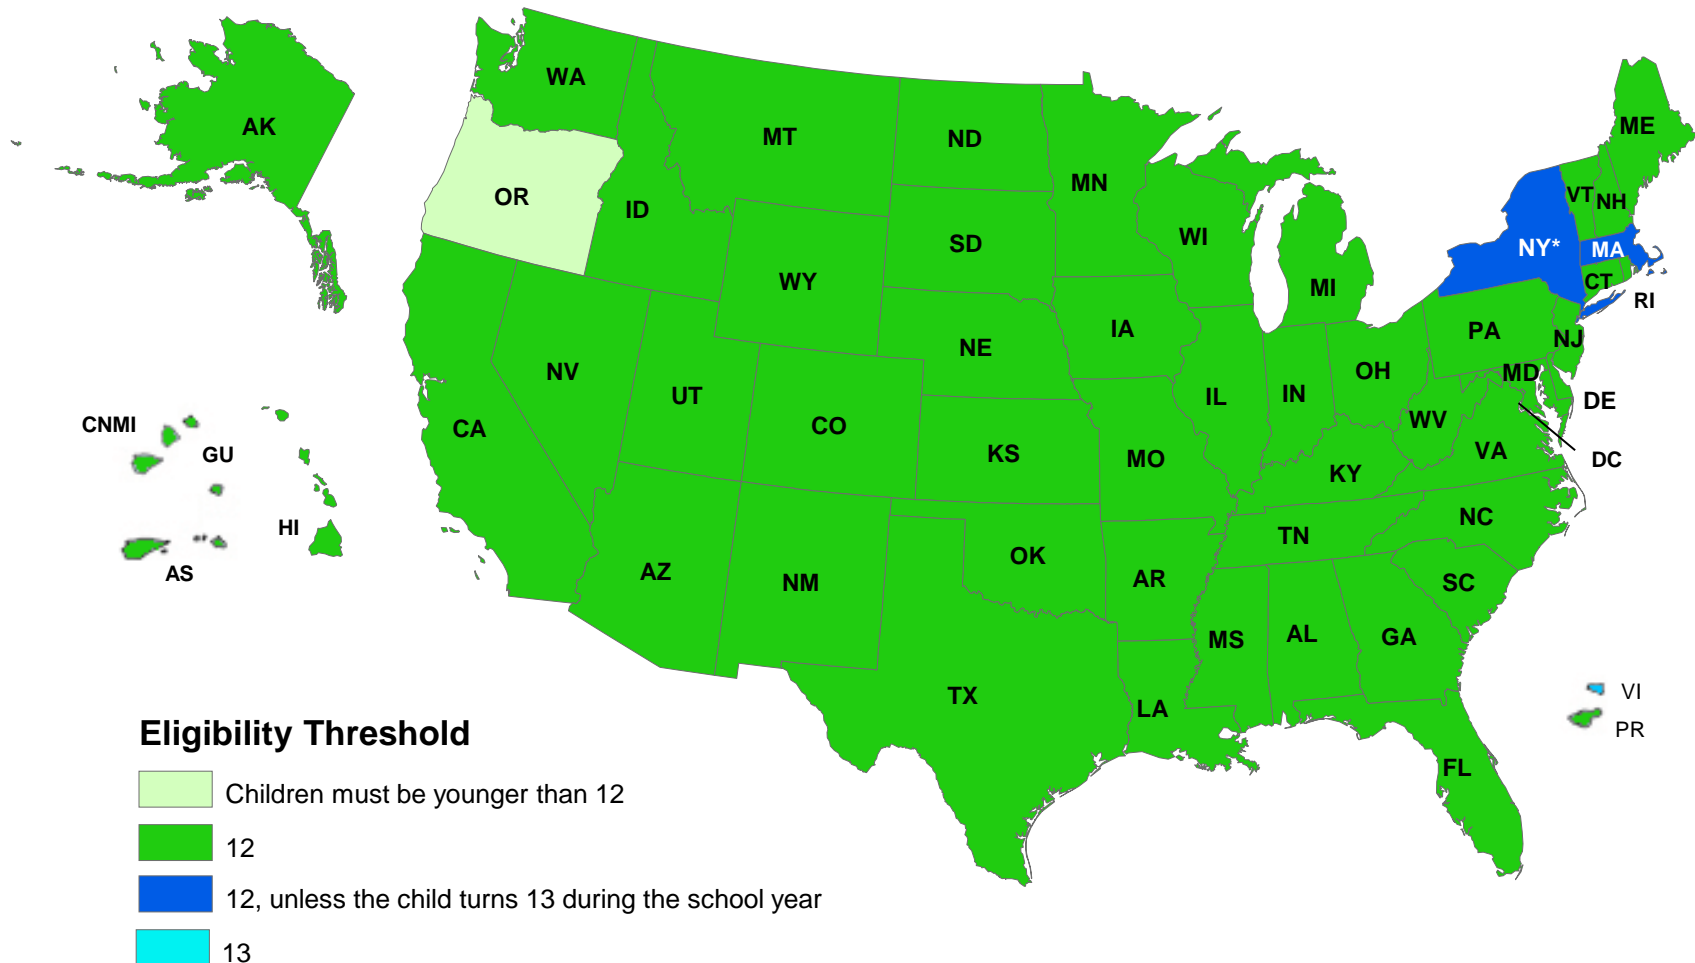 WA
AK
MT
ND
ME
OR
ID
MN
VT
NH
SD
WI
NY*
MA
WY
MI
CT
RI
IA
PA
NE
NJ
NV
UT
IL
IN
OH
MD
DE
CNMI
GU
CA
CO
KS
MO
WV
VA
DC
KY
HI
AS
NC
TN
AZ
NM
OK
AR
SC
MS
AL
GA
TX
LA
VI
PR
FL
Eligibility Threshold
Children must be younger than 12
12
12, unless the child turns 13 during the school year
13